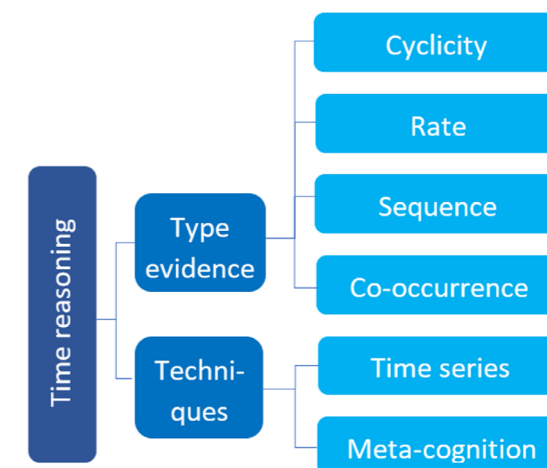 Time reasoning
Type
evidence
Techni-
ques
Cyclicity
Rate
Sequence
Co-occurrence
Time series
Meta-cognition